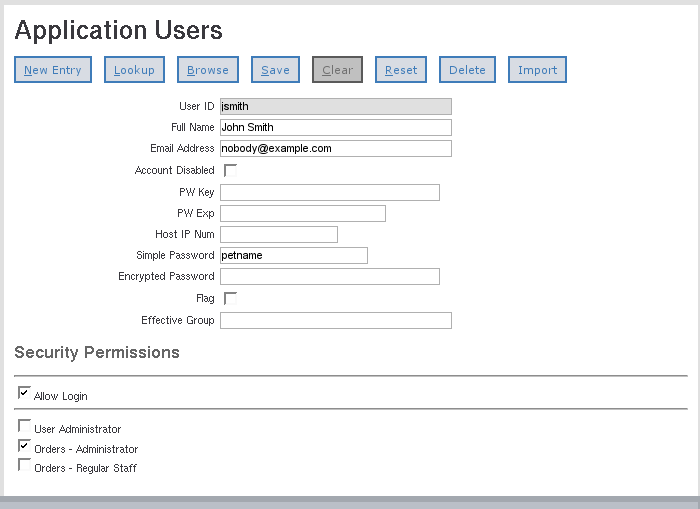 Application Users
New Entry Lookup Browse Save Clear Reset Delete Import
User ID jsmith
Full Name John Smith
Email Address nobody@example.com
Account Disabled
PW Key
PW Exp
Host IP Num
Simple Password petname
Encrypted Password
Flag
Effective Group
Security Permissions
Allow Login
User Administrator
Orders - Administrator
Orders - Regular Staff